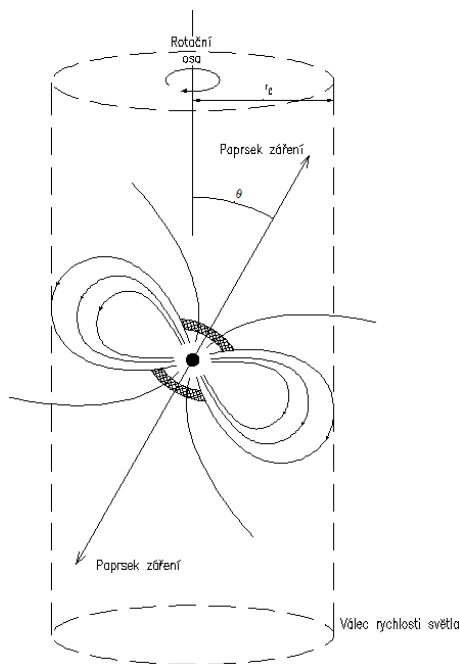 Rotační
osa
r_c
Paprsek záření
θ
Paprsek záření
Válec rychlosti světla